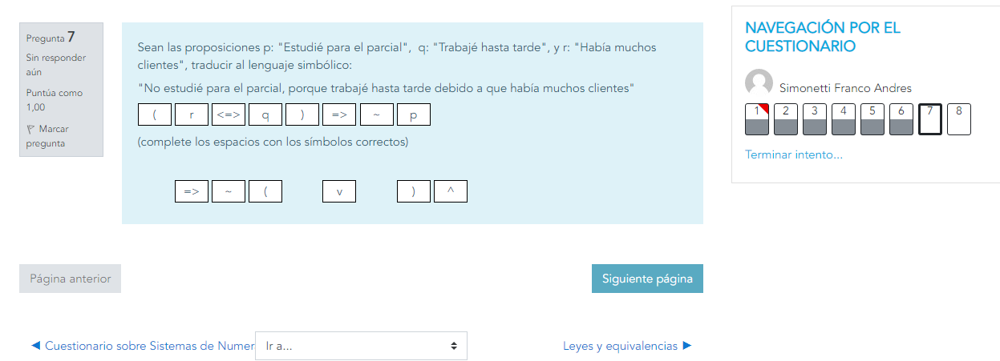 Pregunta 7
Sin responder
aún
Puntúa como
1,00
Marcar
pregunta
Sean las proposiciones p: "Estudié para el parcial", q: "Trabajé hasta tarde", y r: "Había muchos
clientes", traducir al lenguaje simbólico:
"No estudié para el parcial, porque trabajé hasta tarde debido a que había muchos clientes"
( r <=> q ) => ~ p
(complete los espacios con los símbolos correctos)
=> ~ ( v ) ^
Página anterior
Siguiente página
◀ Cuestionario sobre Sistemas de Numer
Ir a...
Leyes y equivalencias ▶
NAVEGACIÓN POR EL
CUESTIONARIO
Simonetti Franco Andres
1 2 3 4 5 6 7 8
Terminar intento...